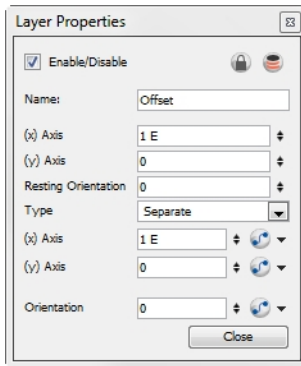 Layer Properties
Enable/Disable
Name: Offset
(x) Axis 1 E
(y) Axis 0
Resting Orientation 0
Type Separate
(x) Axis 1 E
(y) Axis 0
Orientation 0
Close